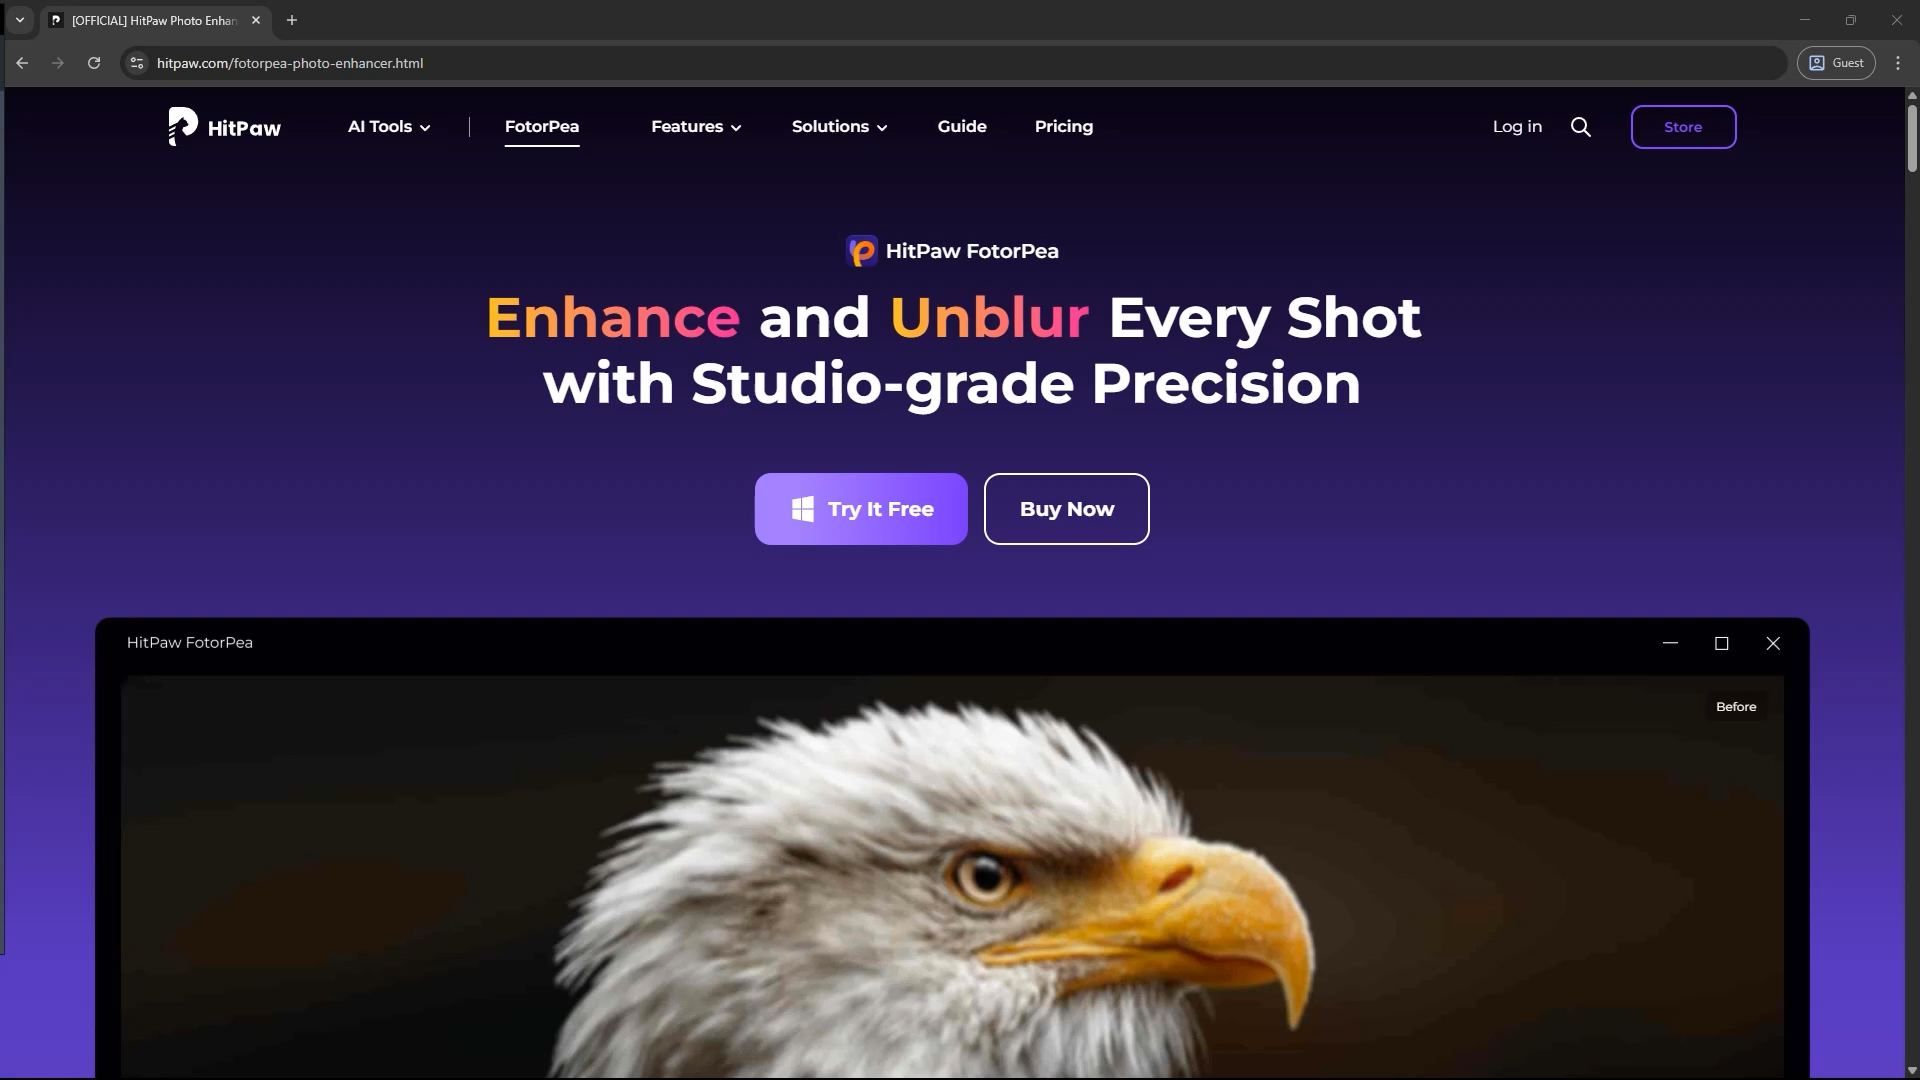 [OFFICIAL] HitPaw Photo Enhan
hitpaw.com/fotorpea-photo-enhancer.html
Guest
HitPaw
AI Tools
FotorPea
Features
Solutions
Guide
Pricing
Log in
Store
HitPaw FotorPea
Enhance and Unblur Every Shot
with Studio-grade Precision
Try It Free
Buy Now
HitPaw FotorPea
Before